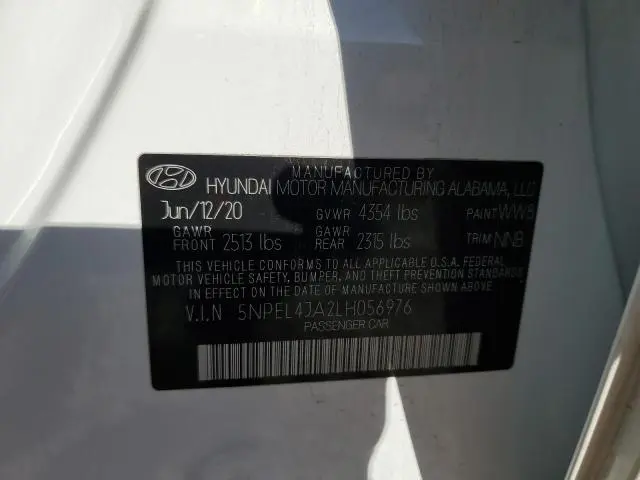 MANUFACTURED BY
HYUNDAI MOTOR MANUFACTURING ALABAMA, LLC
Jun/12/20 GVWR 4354 lbs PAINT WW8
GAWR FRONT 2513 lbs GAWR REAR 2315 lbs TRIM NNB
THIS VEHICLE CONFORMS TO ALL APPLICABLE U.S.A. FEDERAL
MOTOR VEHICLE SAFETY, BUMPER, AND THEFT PREVENTION STANDARDS
IN EFFECT ON THE DATE OF MANUFACTURE SHOWN ABOVE.
V.I.N 5NPEL4JA2LH056976
PASSENGER CAR